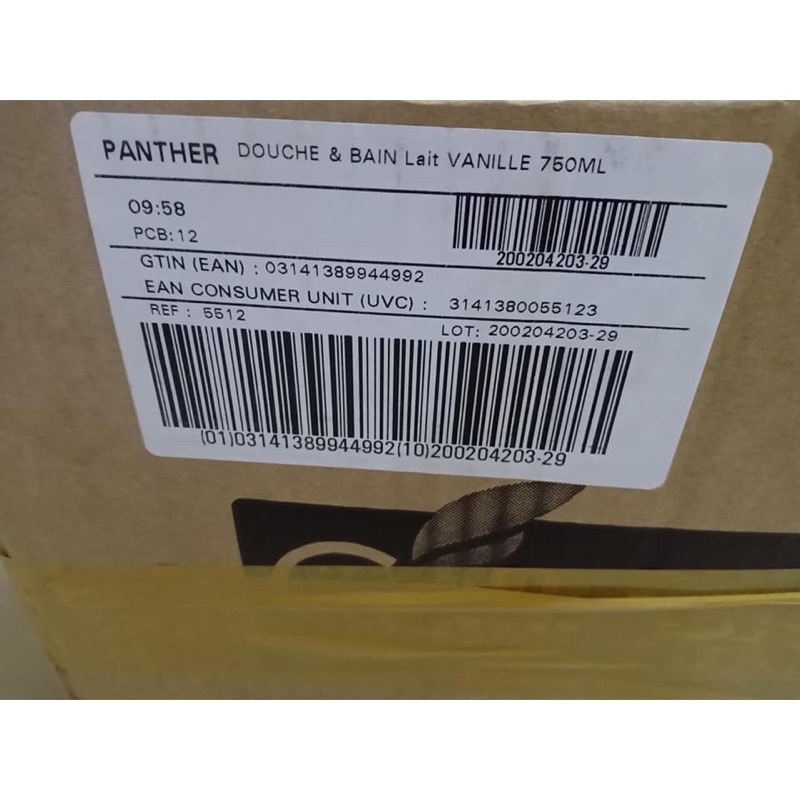 PANTHER DOUCHE & BAIN Lait VANILLE 750ML
09:58
PCB:12
200204203-29
GTIN (EAN) : 03141389944992
EAN CONSUMER UNIT (UVC) : 3141380055123
REF : 5512
LOT: 200204203-29
(01)03141389944992(10)200204203-29